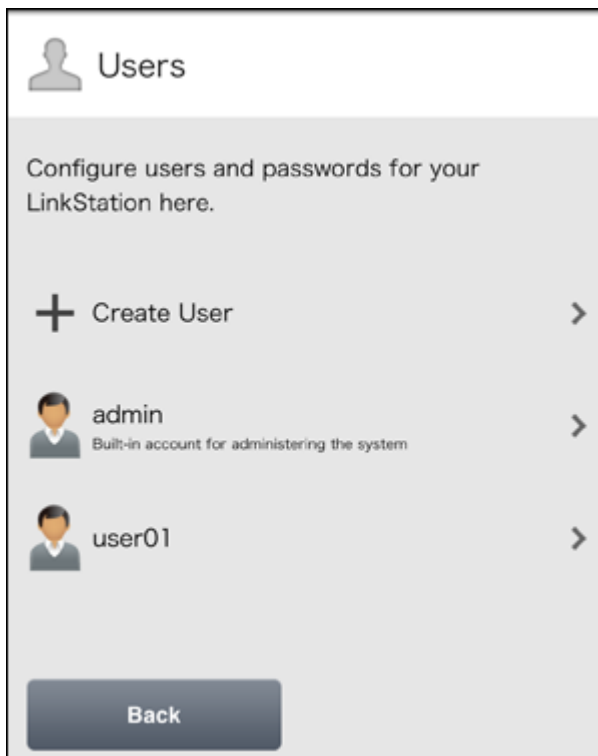 Users
Configure users and passwords for your
LinkStation here.
Create User
admin
Built-in account for administering the system
user01
Back